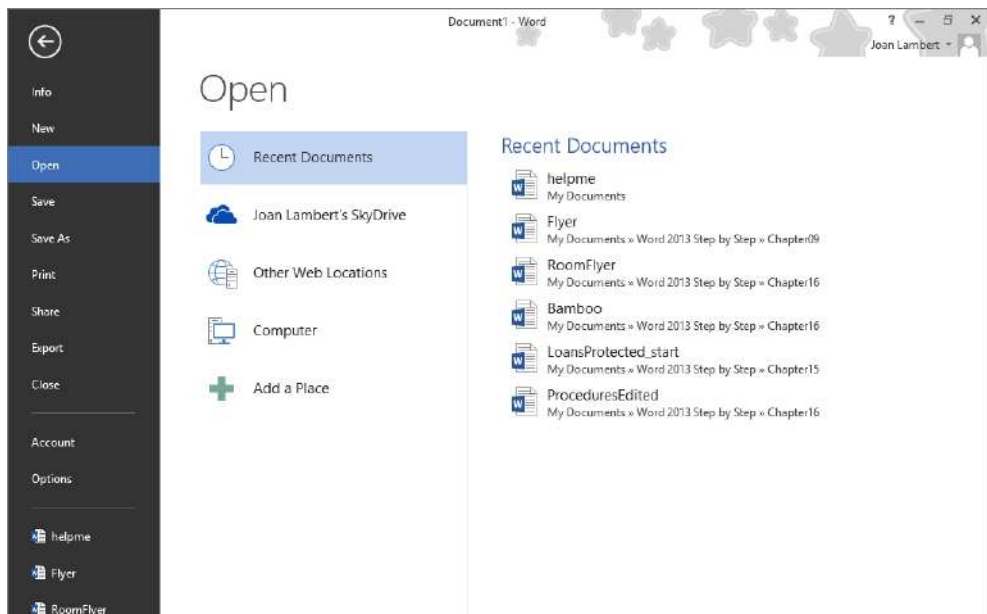 Document1 - Word
?
Joan Lambert
Info
New
Open
Save
Save As
Print
Share
Export
Close
Account
Options
helpme
Flyer
RoomFlyer
Open
Recent Documents
Joan Lambert's SkyDrive
Other Web Locations
Computer
Add a Place
Recent Documents
helpme
My Documents
Flyer
My Documents » Word 2013 Step by Step » Chapter09
RoomFlyer
My Documents » Word 2013 Step by Step » Chapter16
Bamboo
My Documents » Word 2013 Step by Step » Chapter16
LoansProtected_start
My Documents » Word 2013 Step by Step » Chapter15
ProceduresEdited
My Documents » Word 2013 Step by Step » Chapter16